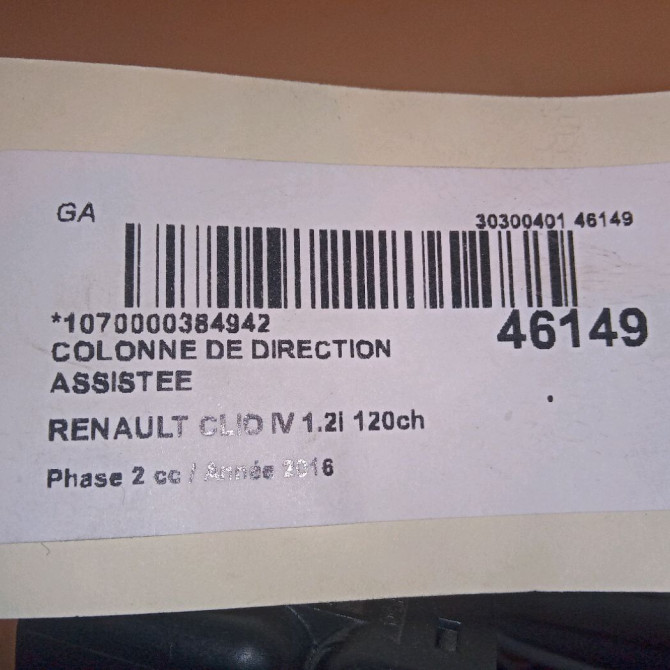 GA
30300401 46149
*1070000384942
46149
COLONNE DE DIRECTION
ASSISTEE
RENAULT CLIO IV 1.2i 120ch
Phase 2 cc / Année 2016